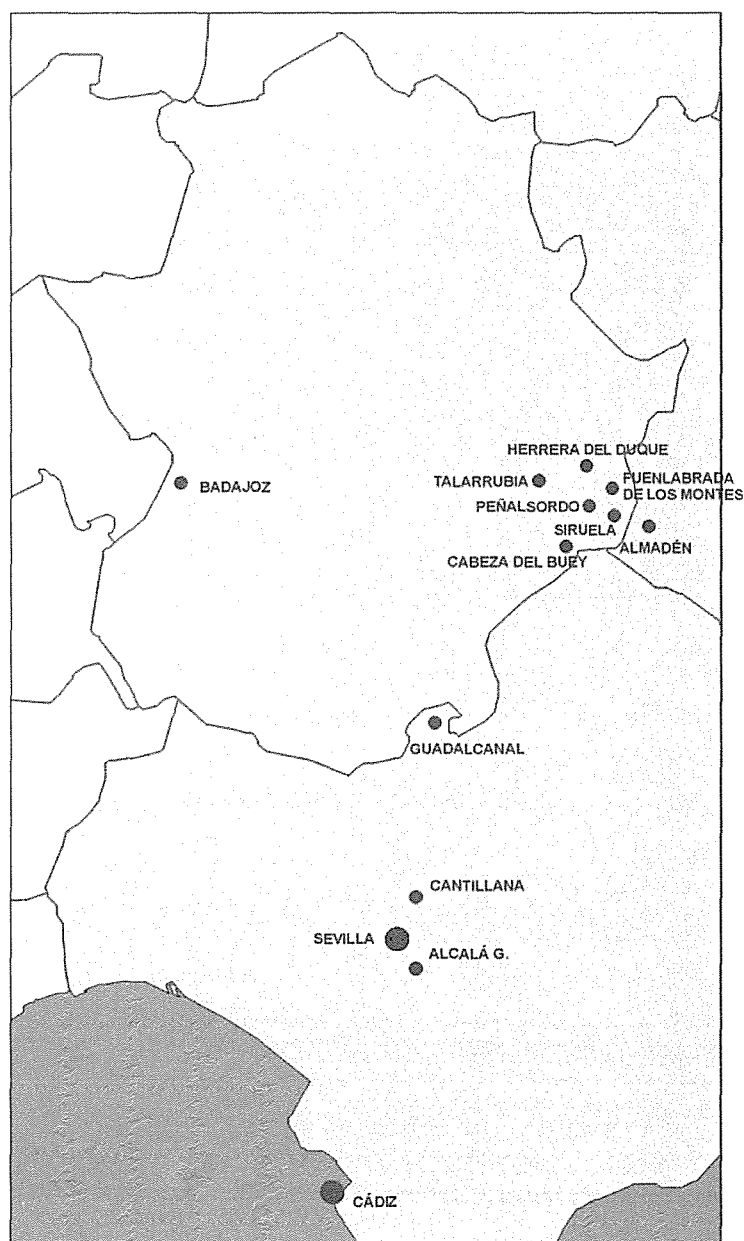 HERRERA DEL DUQUE
TALARRUBIA
FUENLABRADA
DE LOS MONTES
BADAJOZ
PEÑALSORDO
SIRUELA
ALMADÉN
CABEZA DEL BUEY
GUADALCANAL
CANTILLANA
SEVILLA
ALCALÁ G.
CÁDIZ